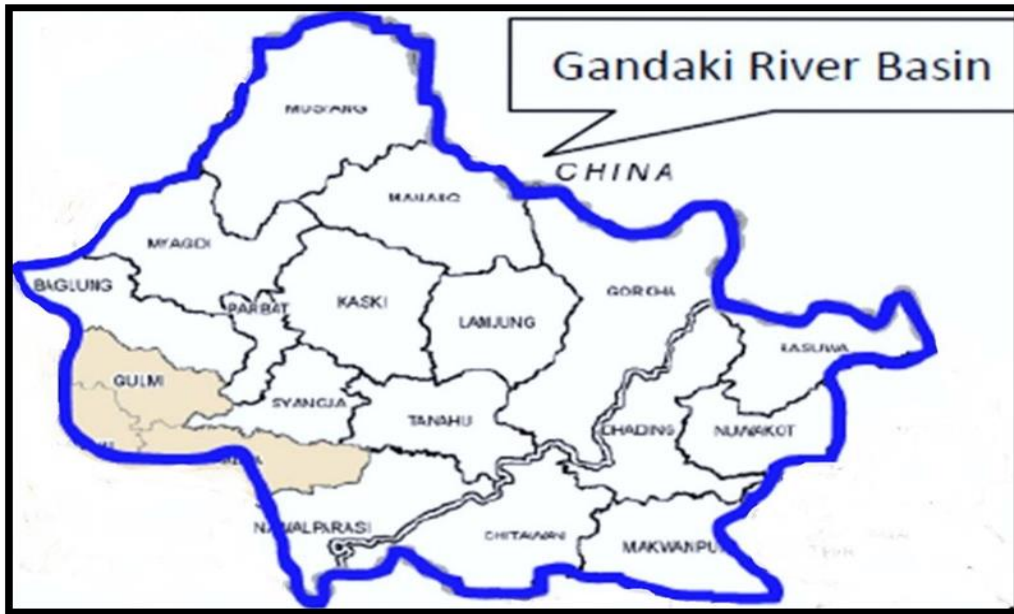 Gandaki River Basin
MUSTANG
CHINA
MANANG
MYAGDI
BAGLUNG
GORKHA
PARBAT
KASKI
LAMJUNG
RASUWA
GULMI
SYANGJA
TANAHU
DHADING
NUWAKOT
NAWALPARASI
CHITAWAN
MAKWANPU